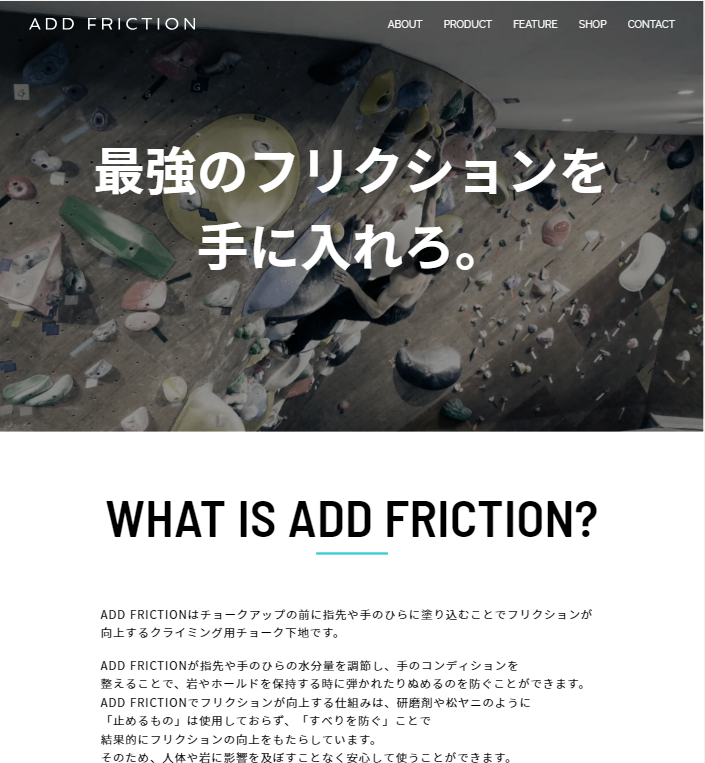 ADD FRICTION
ABOUT PRODUCT FEATURE SHOP CONTACT
最強のフリクションを
手に入れろ。
WHAT IS ADD FRICTION?
ADD FRICTIONはチョークアップの前に指先や手のひらに塗り込むことでフリクションが
向上するクライミング用チョーク下地です。
ADD FRICTIONが指先や手のひらの水分量を調節し、手のコンディションを
整えることで、岩やホールドを保持する時に弾かれたりぬめるのを防ぐことができます。
ADD FRICTIONでフリクションが向上する仕組みは、研磨剤や松ヤニのように
「止めるもの」は使用しておらず、「すべりを防ぐ」ことで
結果的にフリクションの向上をもたらしています。
そのため、人体や岩に影響を及ぼすことなく安心して使うことができます。